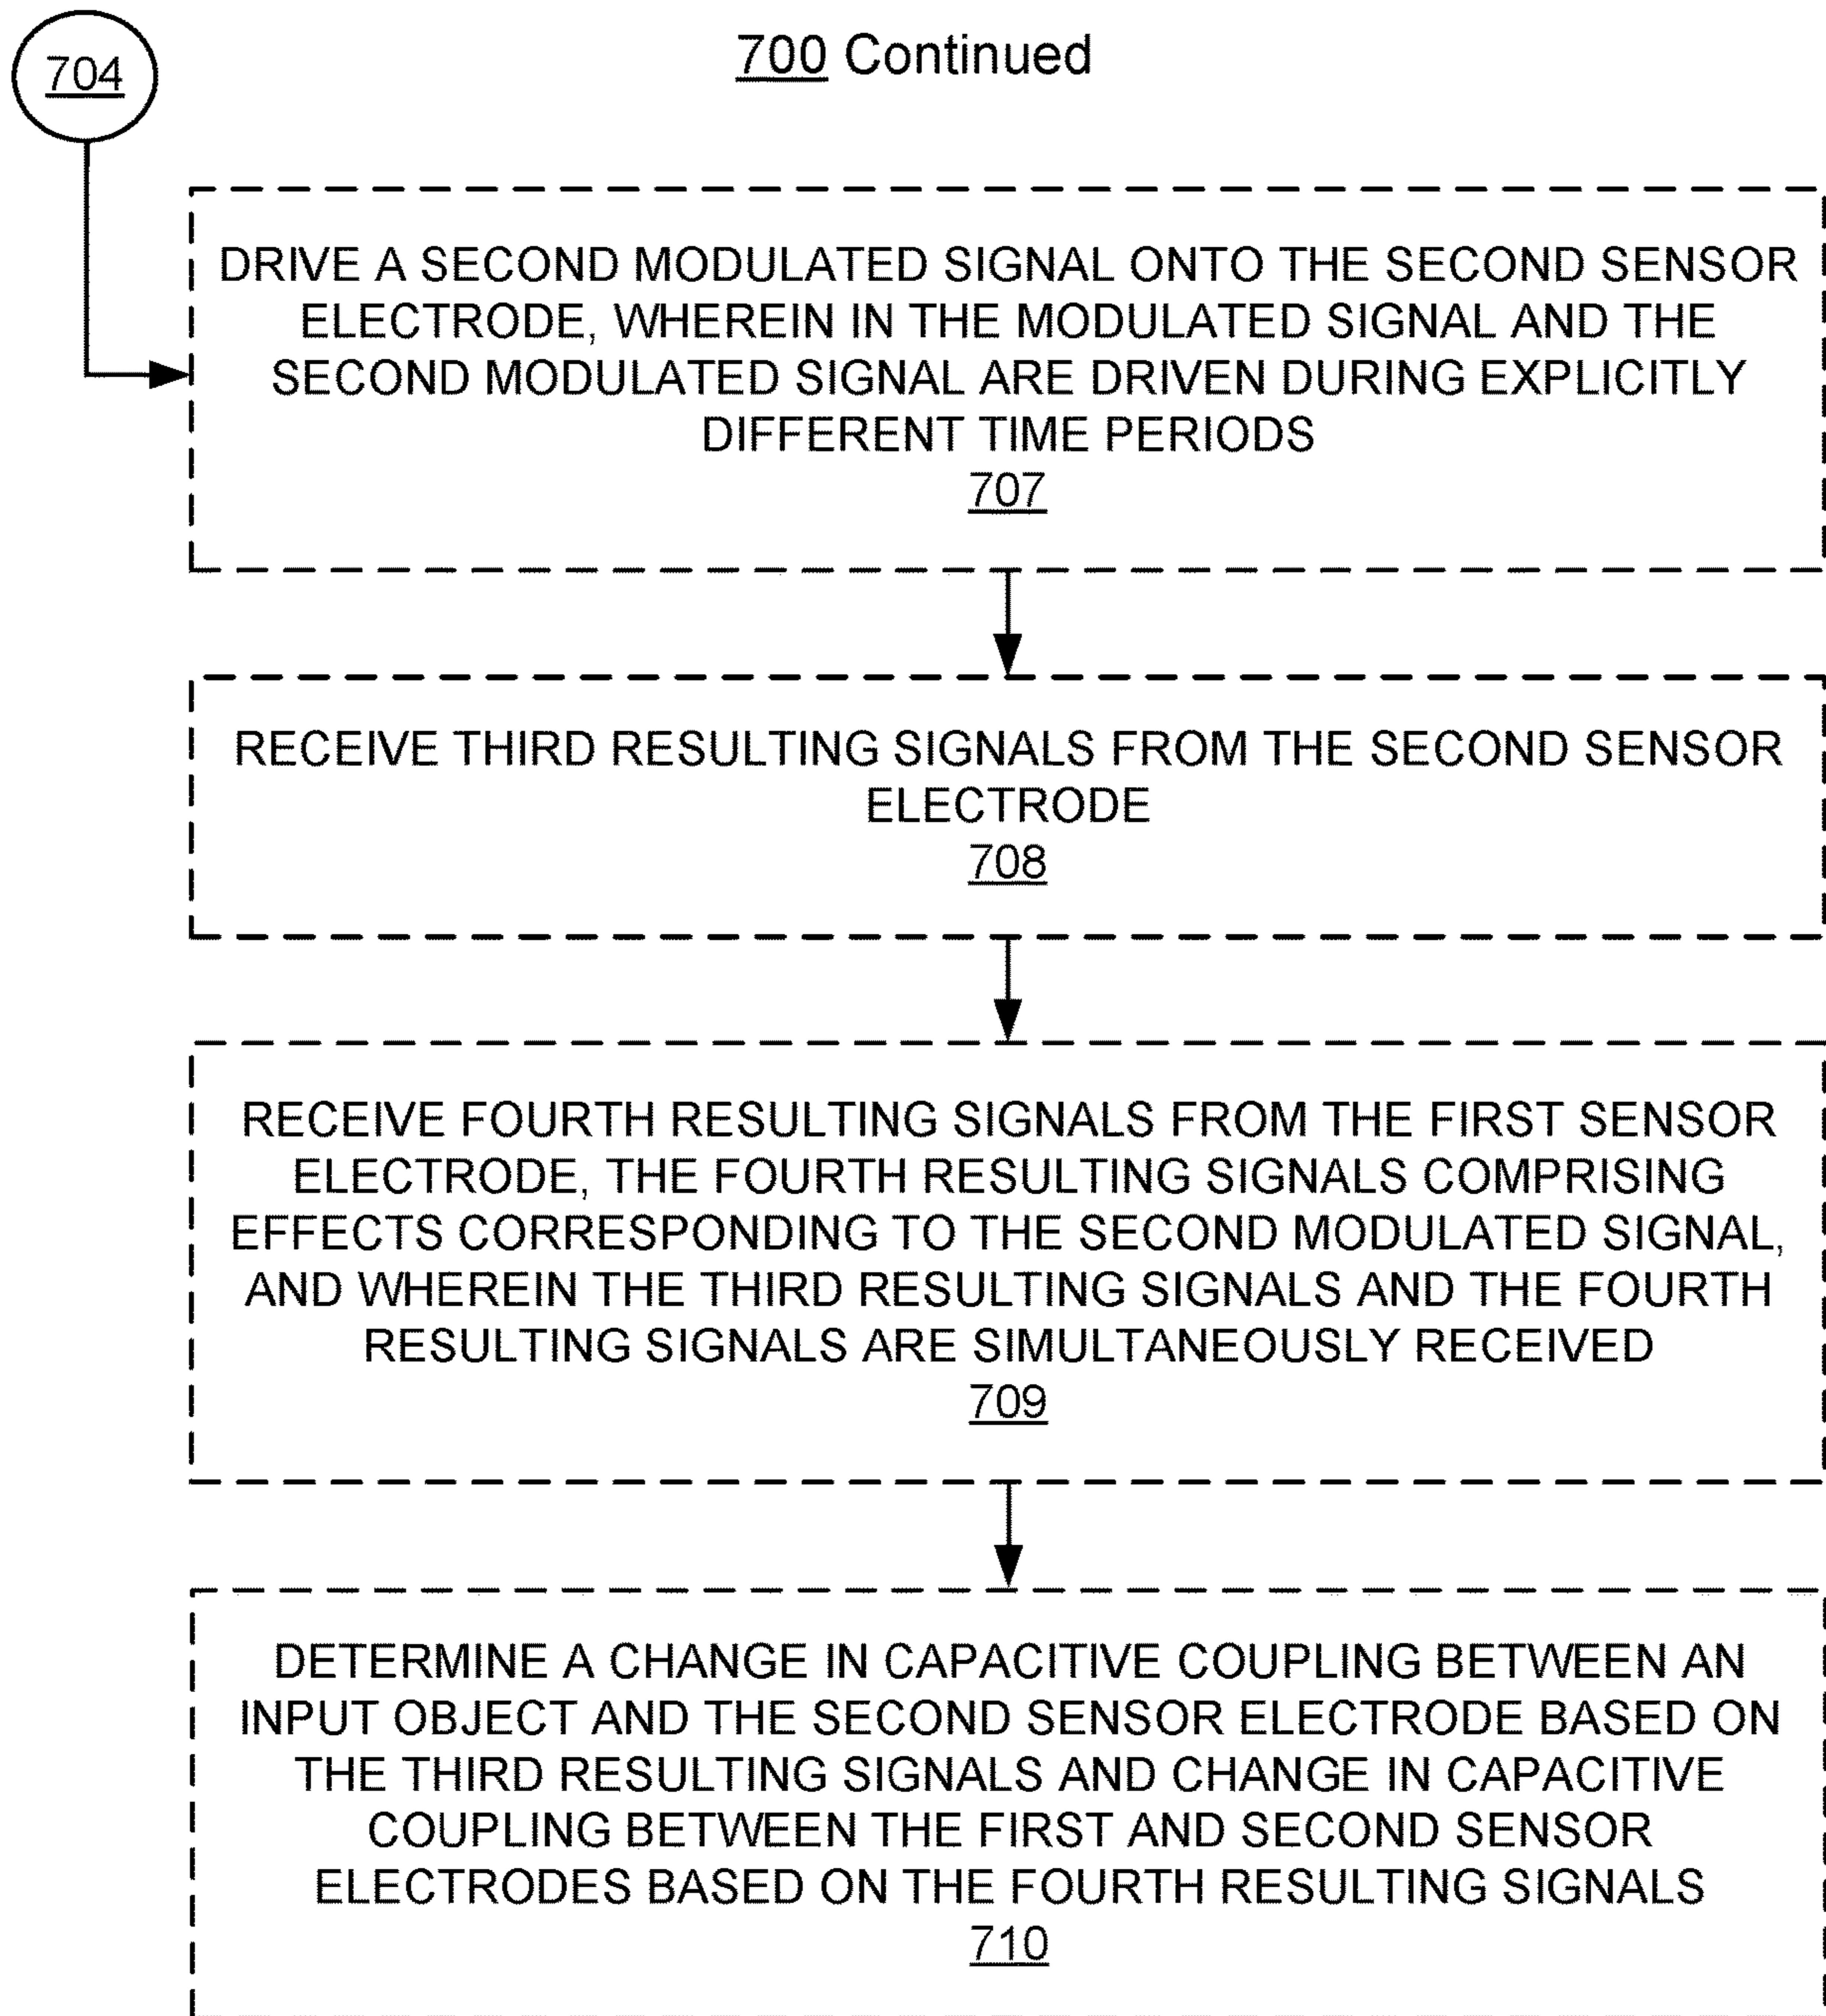 704
700 Continued
DRIVE A SECOND MODULATED SIGNAL ONTO THE SECOND SENSOR
ELECTRODE, WHEREIN IN THE MODULATED SIGNAL AND THE
SECOND MODULATED SIGNAL ARE DRIVEN DURING EXPLICITLY
DIFFERENT TIME PERIODS
707
RECEIVE THIRD RESULTING SIGNALS FROM THE SECOND SENSOR
ELECTRODE
708
RECEIVE FOURTH RESULTING SIGNALS FROM THE FIRST SENSOR
ELECTRODE, THE FOURTH RESULTING SIGNALS COMPRISING
EFFECTS CORRESPONDING TO THE SECOND MODULATED SIGNAL,
AND WHEREIN THE THIRD RESULTING SIGNALS AND THE FOURTH
RESULTING SIGNALS ARE SIMULTANEOUSLY RECEIVED
709
DETERMINE A CHANGE IN CAPACITIVE COUPLING BETWEEN AN
INPUT OBJECT AND THE SECOND SENSOR ELECTRODE BASED ON
THE THIRD RESULTING SIGNALS AND CHANGE IN CAPACITIVE
COUPLING BETWEEN THE FIRST AND SECOND SENSOR
ELECTRODES BASED ON THE FOURTH RESULTING SIGNALS
710